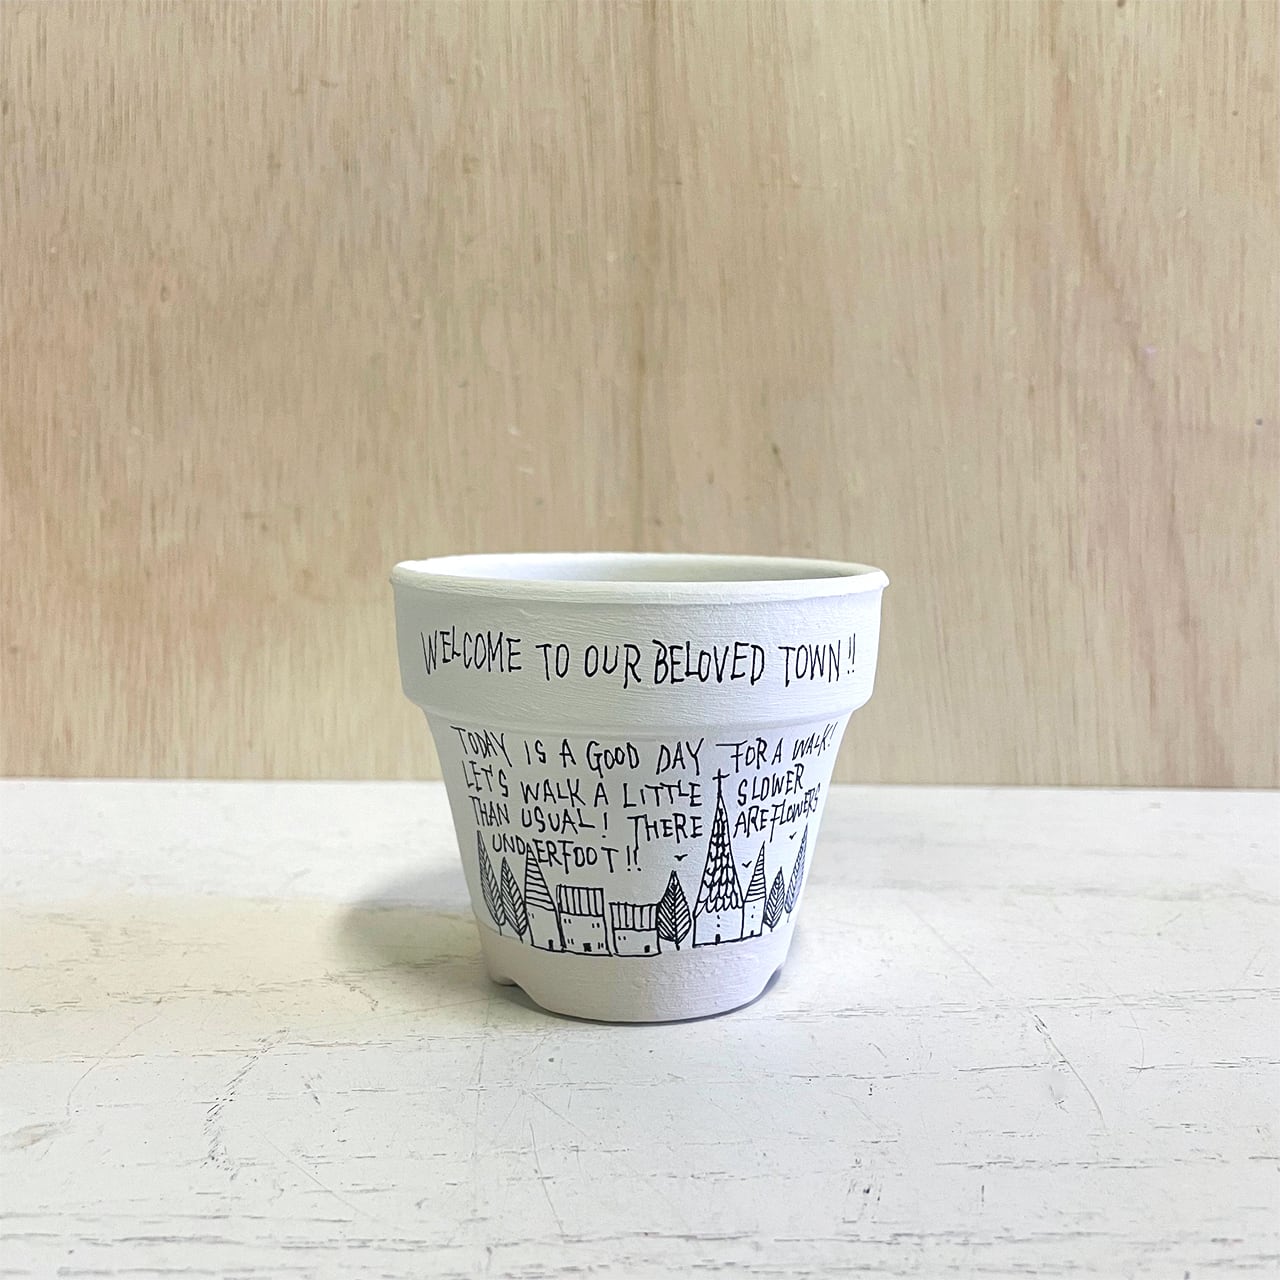 WELCOME TO OUR BELOVED TOWN!!
TODAY IS A GOOD DAY FOR A WALK!
LET'S WALK A LITTLE SLOWER
THAN USUAL! THERE ARE FLOWERS
UNDERFOOT!!